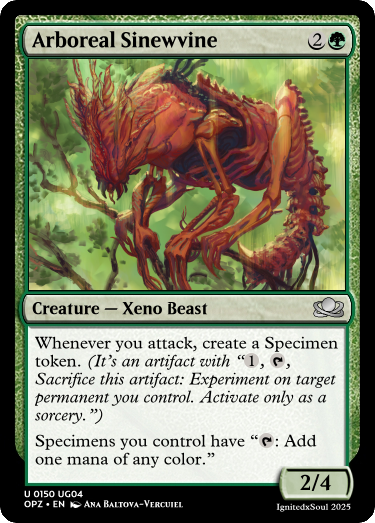 Arboreal Sinewvine 2
Creature — Xeno Beast
Whenever you attack, create a Specimen
token. (It's an artifact with “1, ,
Sacrifice this artifact: Experiment on target
permanent you control. Activate only as a
sorcery.”)
Specimens you control have “ : Add
one mana of any color.”
2/4
U 0150 UG04
OPZ • EN Ana Baltova-Vercuiel
IgnitedxSoul 2025